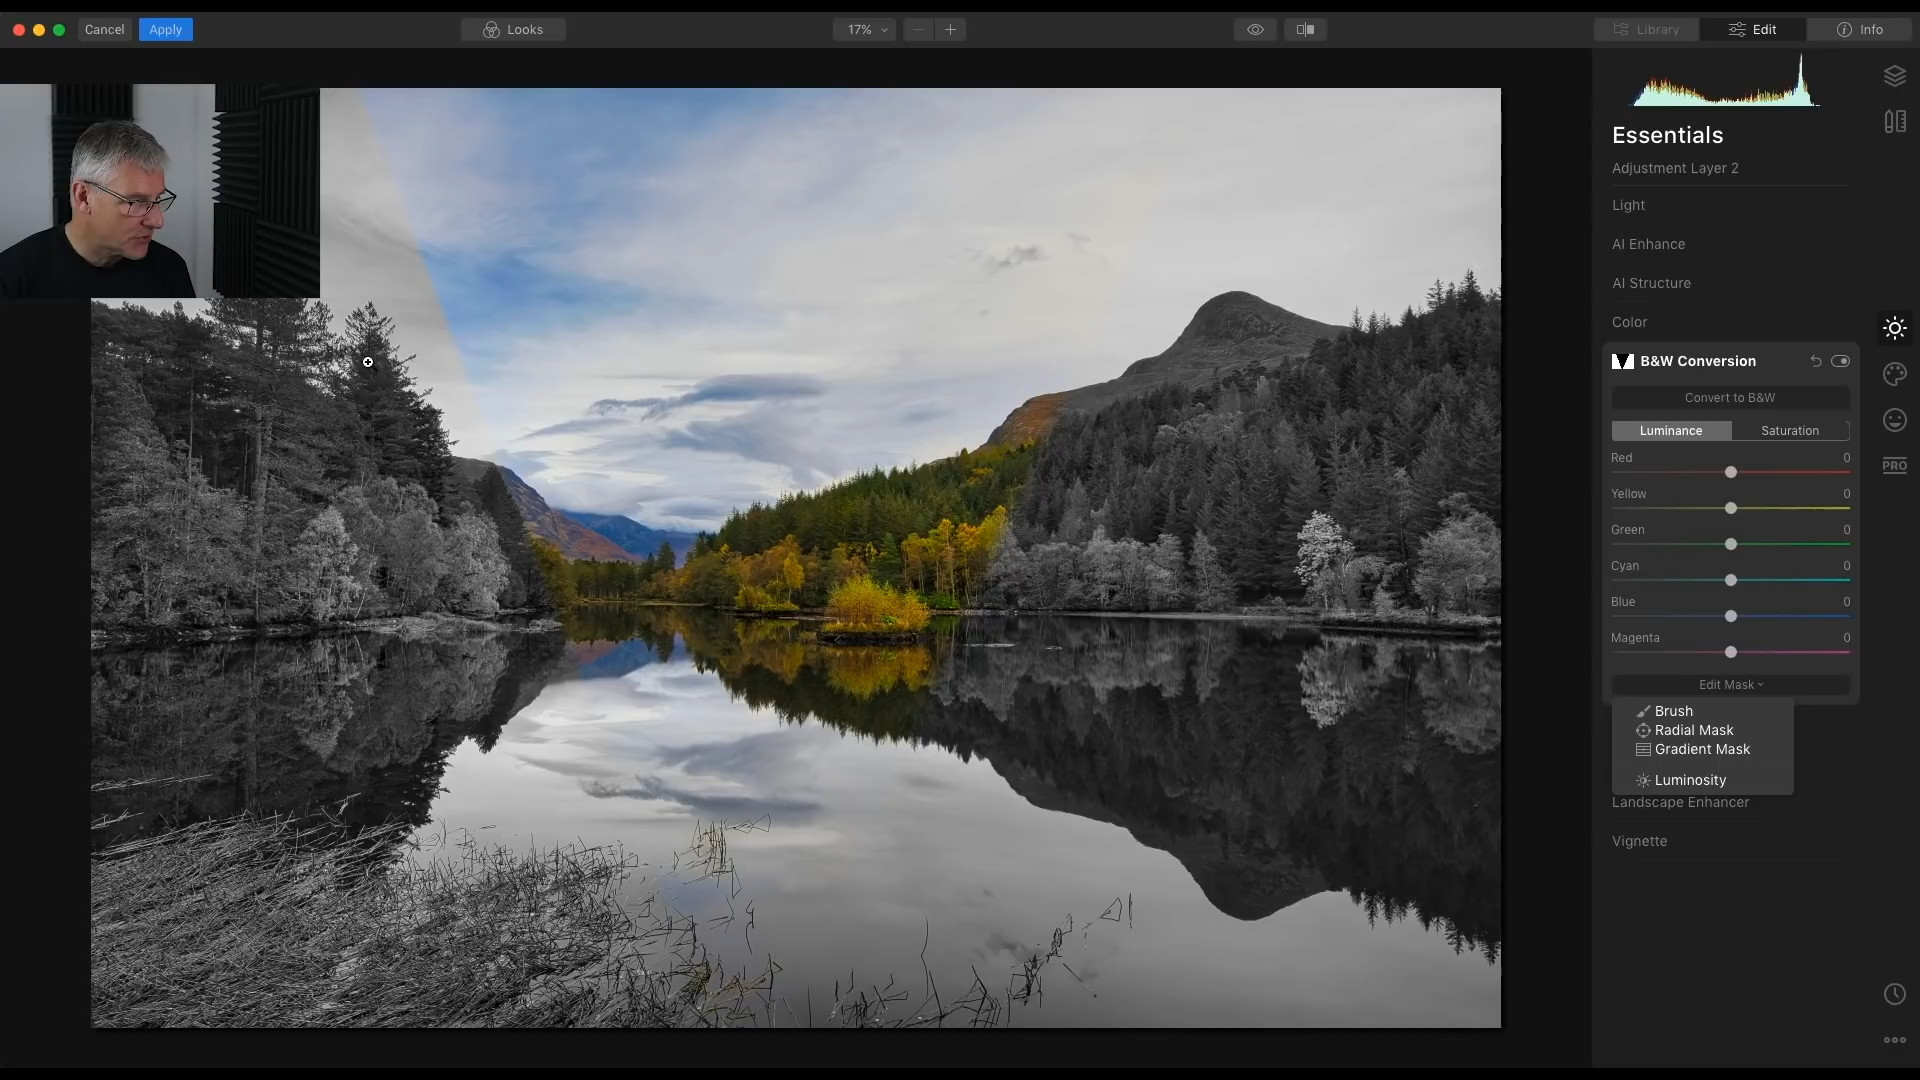 Cancel
Apply
Looks
17%
Library
Edit
Info
Essentials
Adjustment Layer 2
Light
AI Enhance
AI Structure
Color
B&W Conversion
Convert to B&W
Luminance
Saturation
Red 0
Yellow 0
Green 0
Cyan 0
Blue 0
Magenta 0
Edit Mask
Brush
Radial Mask
Gradient Mask
Luminosity
Landscape Enhancer
Vignette
PRO